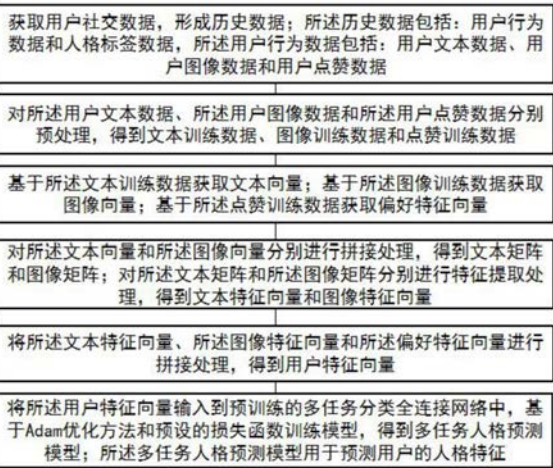 获取用户社交数据，形成历史数据；所述历史数据包括：用户行为
数据和人格标签数据，所述用户行为数据包括：用户文本数据、用
户图像数据和用户点赞数据
对所述用户文本数据、所述用户图像数据和所述用户点赞数据分别
预处理，得到文本训练数据、图像训练数据和点赞训练数据
基于所述文本训练数据获取文本向量；基于所述图像训练数据获取
图像向量；基于所述点赞训练数据获取偏好特征向量
对所述文本向量和所述图像向量分别进行拼接处理，得到文本矩阵
和图像矩阵；对所述文本矩阵和所述图像矩阵分别进行特征提取处
理，得到文本特征向量和图像特征向量
将所述文本特征向量、所述图像特征向量和所述偏好特征向量进行
拼接处理，得到用户特征向量
将所述用户特征向量输入到预训练的多任务分类全连接网络中，基
于Adam优化方法和预设的损失函数训练模型，得到多任务人格预测
模型；所述多任务人格预测模型用于预测用户的人格特征